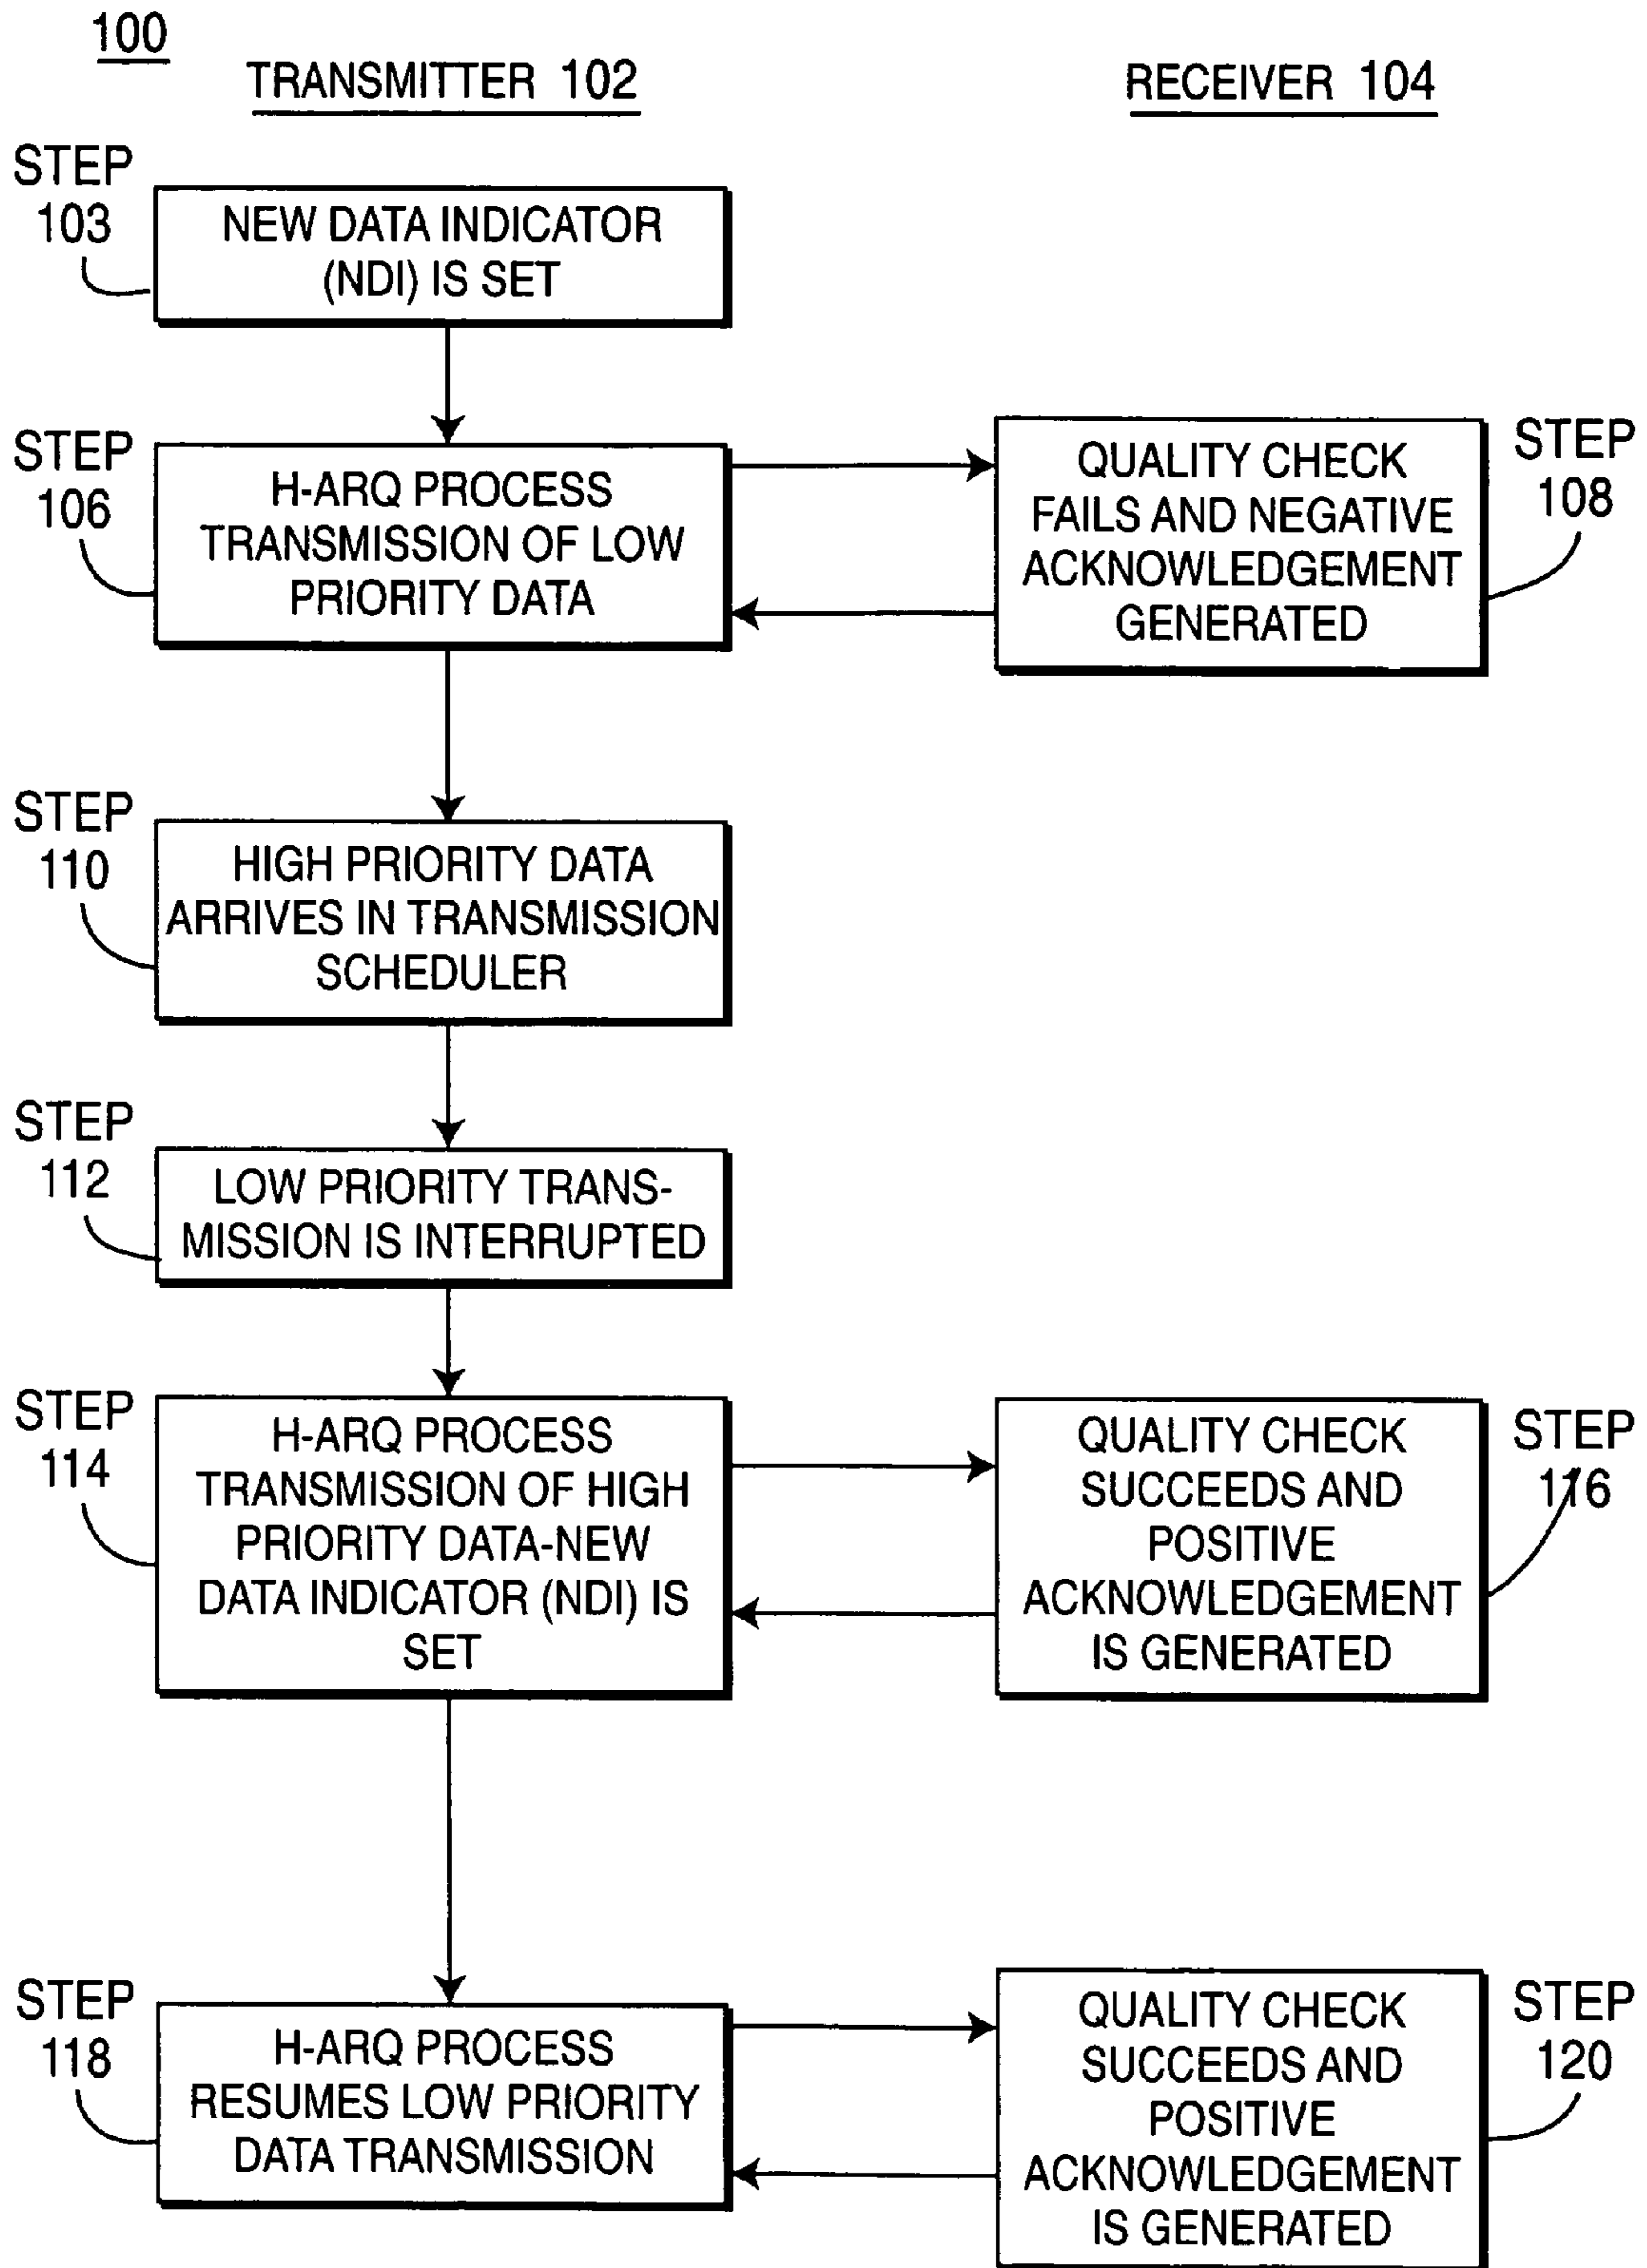 100
TRANSMITTER 102
RECEIVER 104
STEP
103
NEW DATA INDICATOR
(NDI) IS SET
STEP
106
H-ARQ PROCESS
TRANSMISSION OF LOW
PRIORITY DATA
QUALITY CHECK
FAILS AND NEGATIVE
ACKNOWLEDGEMENT
GENERATED
STEP
108
STEP
110
HIGH PRIORITY DATA
ARRIVES IN TRANSMISSION
SCHEDULER
STEP
112
LOW PRIORITY TRANS-
MISSION IS INTERRUPTED
STEP
114
H-ARQ PROCESS
TRANSMISSION OF HIGH
PRIORITY DATA-NEW
DATA INDICATOR (NDI) IS
SET
QUALITY CHECK
SUCCEEDS AND
POSITIVE
ACKNOWLEDGEMENT
IS GENERATED
STEP
116
STEP
118
H-ARQ PROCESS
RESUMES LOW PRIORITY
DATA TRANSMISSION
QUALITY CHECK
SUCCEEDS AND
POSITIVE
ACKNOWLEDGEMENT
IS GENERATED
STEP
120